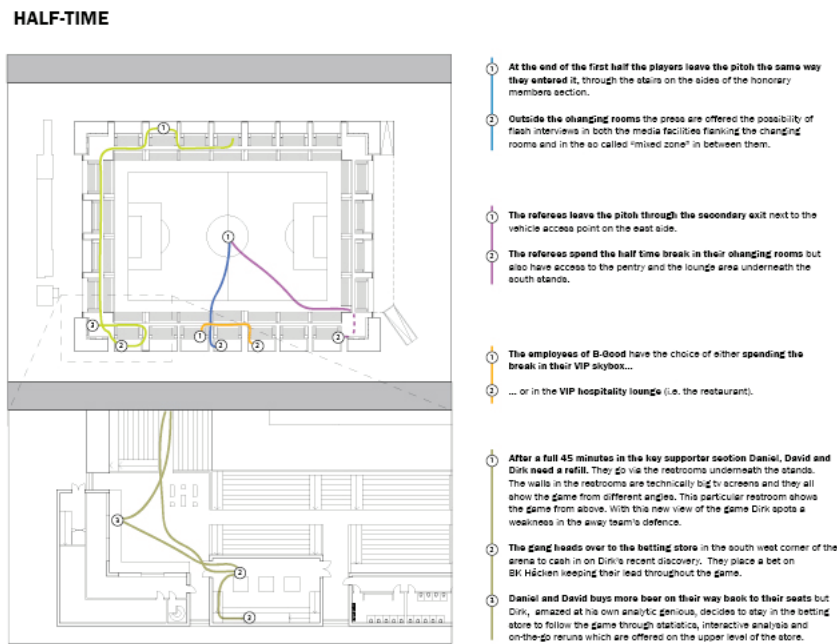 HALF-TIME
1
At the end of the first half the players leave the pitch the same way
they entered it, through the stairs on the sides of the honorary
members section.
2
Outside the changing rooms the press are offered the possibility of
flash interviews in both the media facilities flanking the changing
rooms and in the so called "mixed zone" in between them.
1
The referees leave the pitch through the secondary exit next to the
vehicle access point on the east side.
2
The referees spend the half time break in their changing rooms but
also have access to the pentry and the lounge area underneath the
south stands.
1
The employees of B-Good have the choice of either spending the
break in their VIP skybox...
2
... or in the VIP hospitality lounge (i.e. the restaurant).
1
After a full 45 minutes in the key supporter section Daniel, David and
Dirk need a refill. They go via the restrooms underneath the stands.
The walls in the restrooms are technically big tv screens and they all
show the game from different angles. This particular restroom shows
the game from above. With this new view of the game Dirk spots a
weakness in the away team's defence.
2
The gang heads over to the betting store in the south west corner of the
arena to cash in on Dirk's recent discovery. They place a bet on
BK Häcken keeping their lead throughout the game.
3
Daniel and David buys more beer on their way back to their seats but
Dirk, amazed at his own analytic genious, decides to stay in the betting
store to follow the game through statistics, interactive analysis and
on-the-go reruns which are offered on the upper level of the store.
1
1
3
2
1
2
2
2
3
2
2